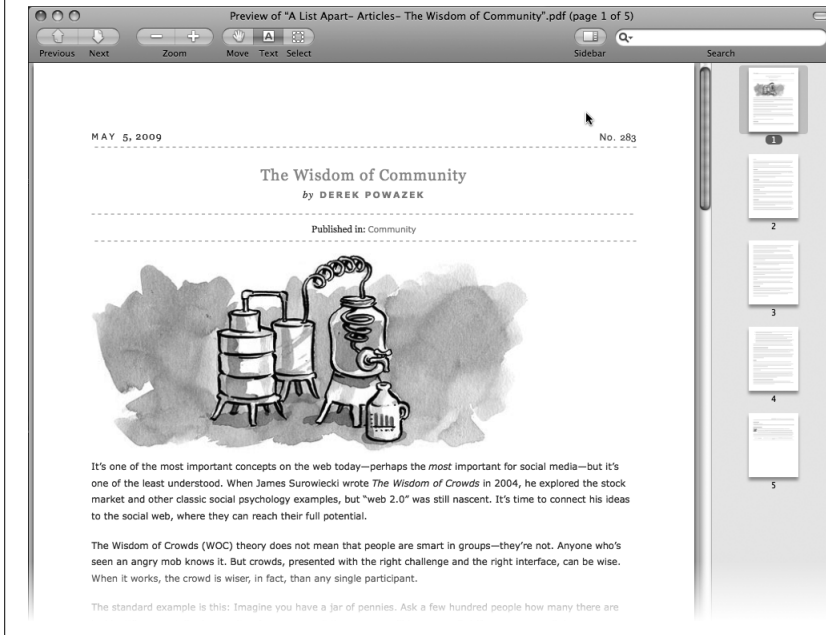 Preview of "A List Apart- Articles- The Wisdom of Community".pdf (page 1 of 5)
Previous Next Zoom Move Text Select Sidebar Search
MAY 5, 2009 No. 283
The Wisdom of Community
by DEREK POWAZEK
Published in: Community
It's one of the most important concepts on the web today—perhaps the most important for social media—but it's
one of the least understood. When James Surowiecki wrote The Wisdom of Crowds in 2004, he explored the stock
market and other classic social psychology examples, but "web 2.0" was still nascent. It's time to connect his ideas
to the social web, where they can reach their full potential.
The Wisdom of Crowds (WOC) theory does not mean that people are smart in groups—they're not. Anyone who's
seen an angry mob knows it. But crowds, presented with the right challenge and the right interface, can be wise.
When it works, the crowd is wiser, in fact, than any single participant.
The standard example is this: Imagine you have a jar of pennies. Ask a few hundred people how many there are
1
2
3
4
5